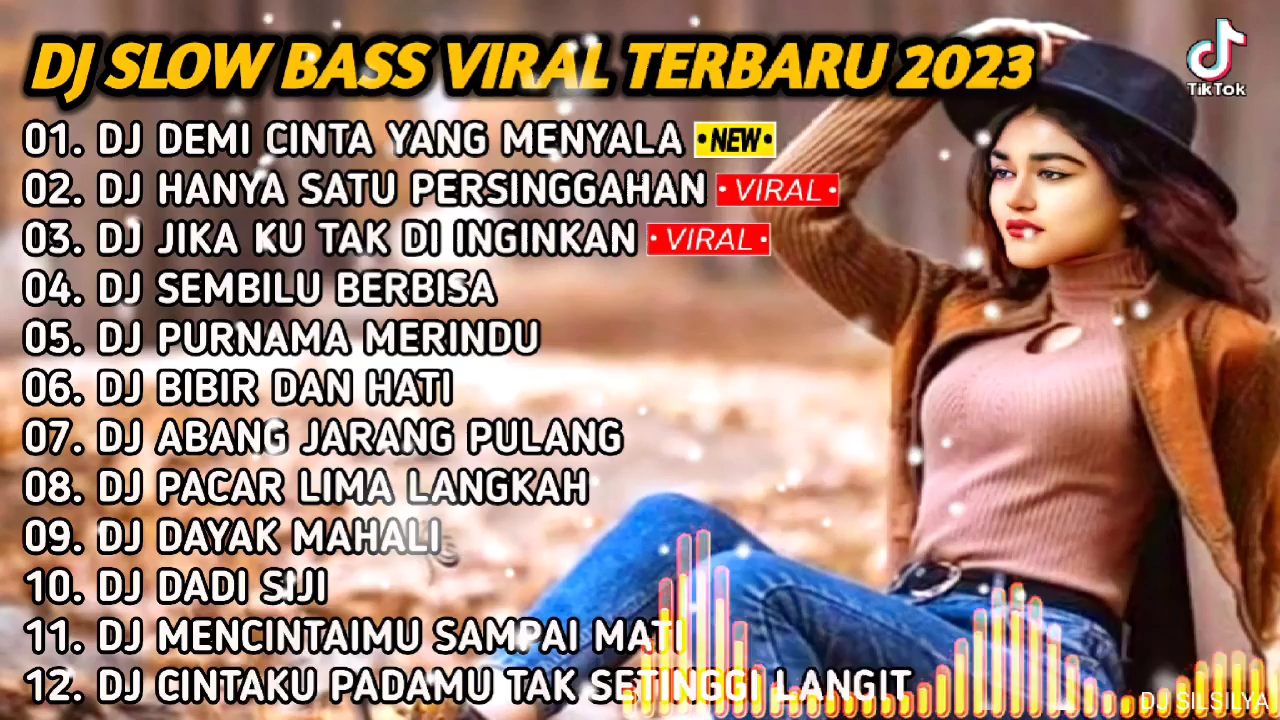 DJ SLOW BASS VIRAL TERBARU 2023
TikTok
01. DJ DEMI CINTA YANG MENYALA • NEW •
02. DJ HANYA SATU PERSINGGAHAN • VIRAL •
03. DJ JIKA KU TAK DI INGINKAN • VIRAL •
04. DJ SEMBILU BERBISA
05. DJ PURNAMA MERINDU
06. DJ BIBIR DAN HATI
07. DJ ABANG JARANG PULANG
08. DJ PACAR LIMA LANGKAH
09. DJ DAYAK MAHALI
10. DJ DADI SIJI
11. DJ MENCINTAIMU SAMPAI MATI
12. DJ CINTAKU PADAMU TAK SETINGGI LANGIT
DJ SILSILYA